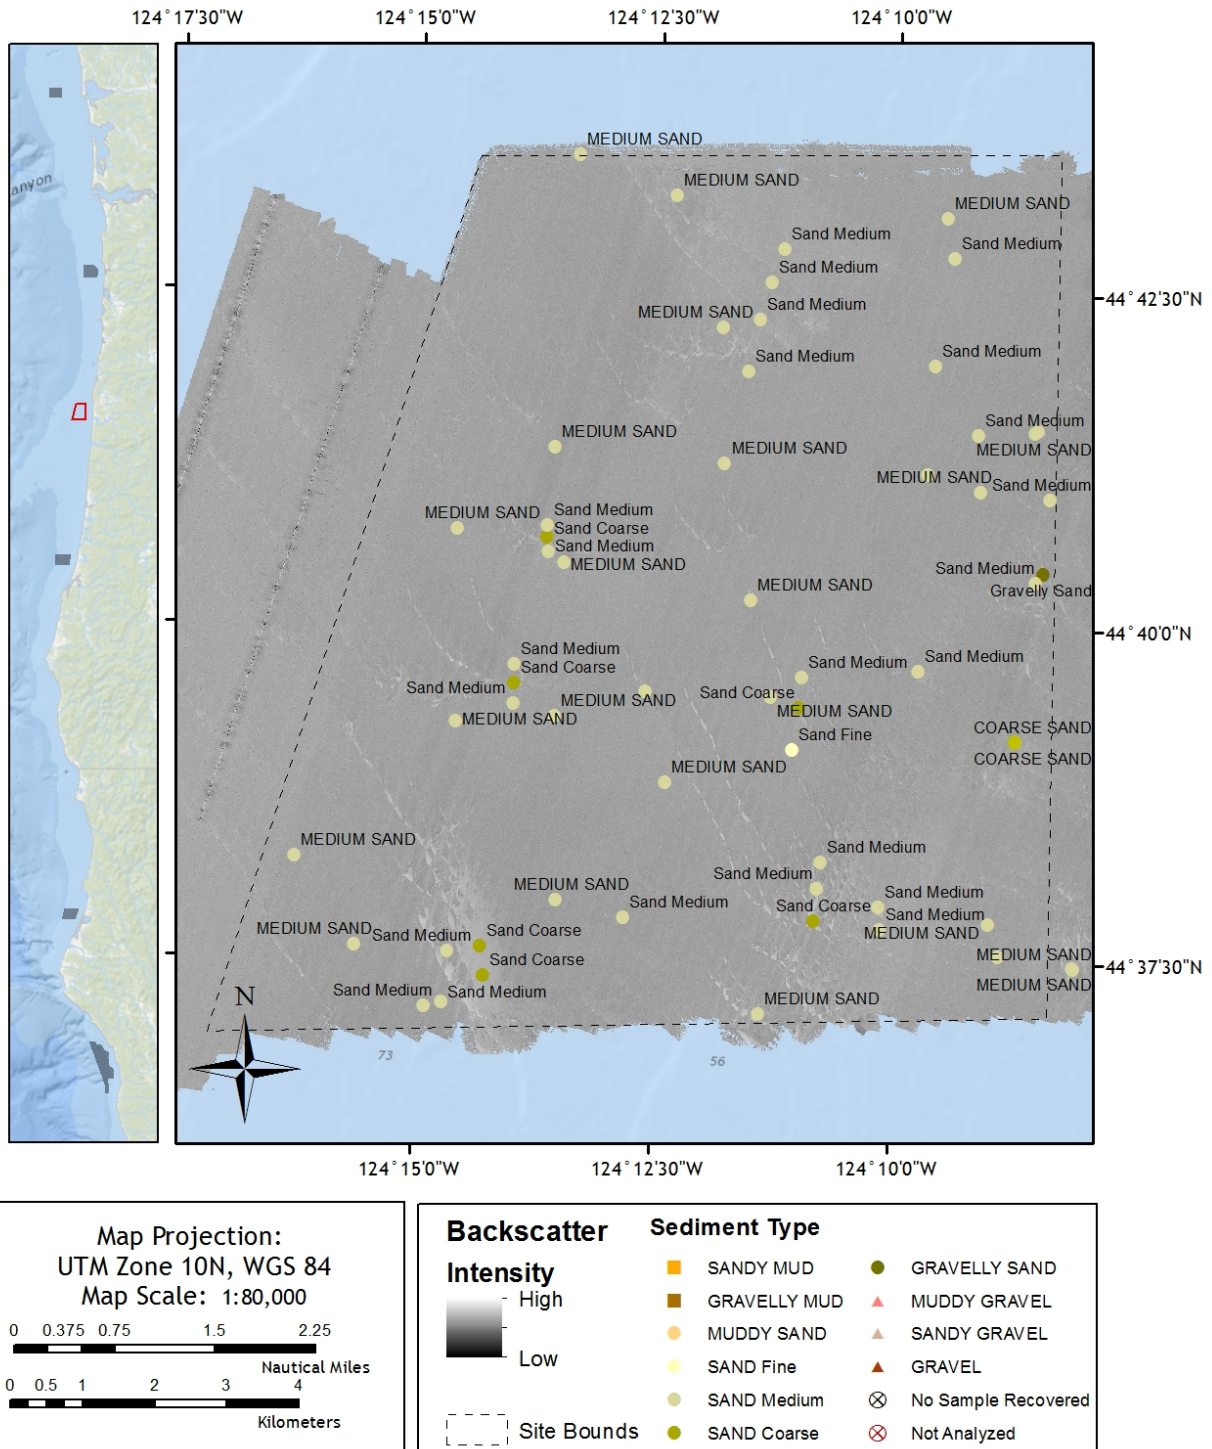 124°17'30"W
124°15'0"W
124°12'30"W
124°10'0"W
anyon
MEDIUM SAND
MEDIUM SAND
MEDIUM SAND
Sand Medium
Sand Medium
Sand Medium
44°42'30"N
Sand Medium
MEDIUM SAND
Sand Medium
Sand Medium
Sand Medium
MEDIUM SAND
MEDIUM SAND
MEDIUM SAND
MEDIUM SAND
Sand Medium
MEDIUM SAND
Sand Medium
Sand Coarse
Sand Medium
MEDIUM SAND
Sand Medium
Gravelly Sand
MEDIUM SAND
44°40'0"N
Sand Medium
Sand Coarse
Sand Medium
Sand Medium
Sand Medium
Sand Coarse
MEDIUM SAND
MEDIUM SAND
MEDIUM SAND
Sand Fine
COARSE SAND
COARSE SAND
MEDIUM SAND
MEDIUM SAND
Sand Medium
Sand Medium
MEDIUM SAND
Sand Medium
Sand Coarse
Sand Medium
Sand Medium
MEDIUM SAND
MEDIUM SAND
Sand Medium
Sand Coarse
Sand Coarse
MEDIUM SAND
44°37'30"N
MEDIUM SAND
Sand Medium
Sand Medium
MEDIUM SAND
N
73
56
124°15'0"W
124°12'30"W
124°10'0"W
Map Projection:
UTM Zone 10N, WGS 84
Map Scale: 1:80,000
0 0.375 0.75 1.5 2.25
Nautical Miles
0 0.5 1 2 3 4
Kilometers
Backscatter
Intensity
High
Low
Site Bounds
Sediment Type
SANDY MUD
GRAVELLY MUD
MUDDY SAND
SAND Fine
SAND Medium
SAND Coarse
GRAVELLY SAND
MUDDY GRAVEL
SANDY GRAVEL
GRAVEL
No Sample Recovered
Not Analyzed